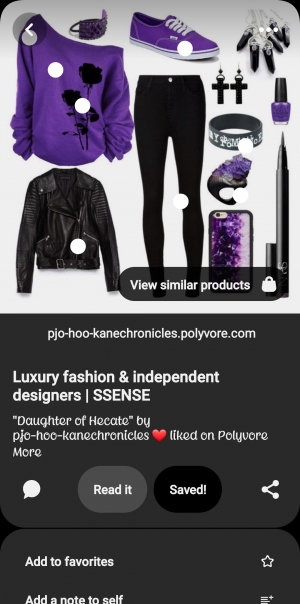 View similar products
pjo-hoo-kanechronicles.polyvore.com
Luxury fashion & independent
designers | SSENSE
"Daughter of Hecate" by
pjo-hoo-kanechronicles ❤️ liked on Polyvore
More
Read it
Saved!
Add to favorites
Add a note to self